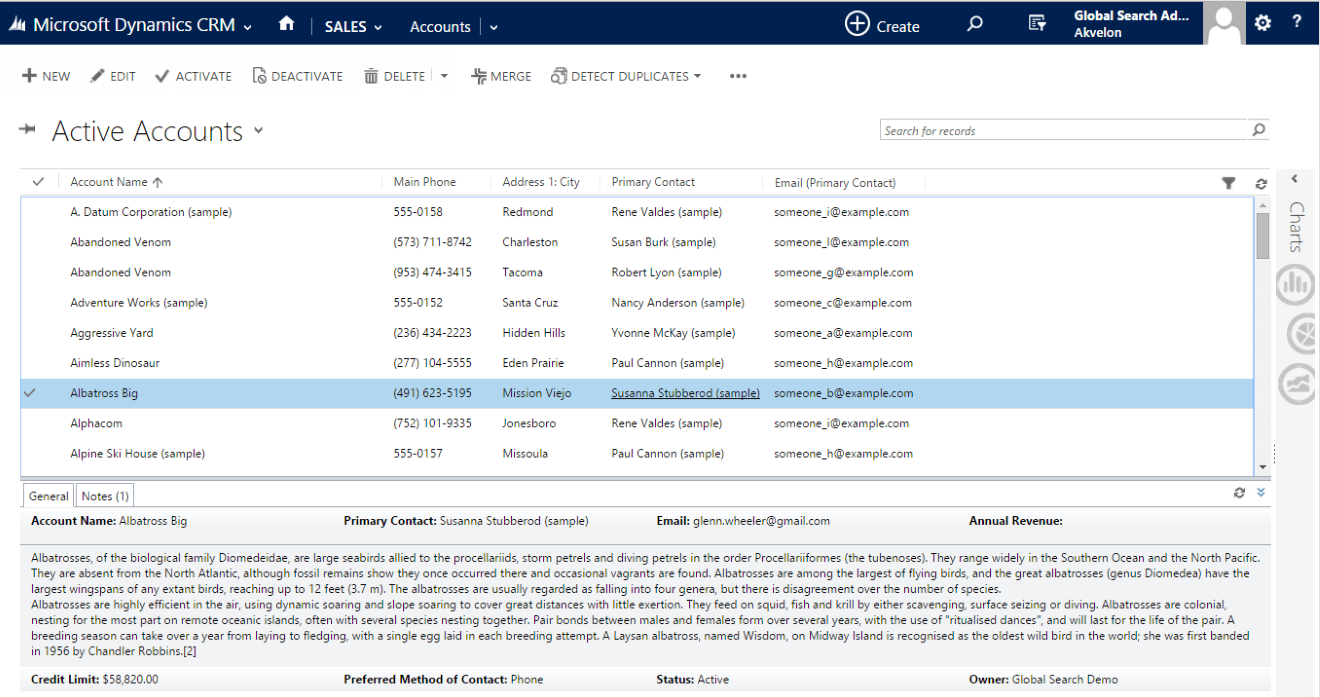 Microsoft Dynamics CRM SALES Accounts Create Global Search Ad... ?
Akvelon
NEW EDIT ACTIVATE DEACTIVATE DELETE MERGE DETECT DUPLICATES ...
Active Accounts Search for records
Account Name Main Phone Address 1: City Primary Contact Email (Primary Contact)
Charts
A. Datum Corporation (sample) 555-0158 Redmond Rene Valdes (sample) someone_i@example.com
Abandoned Venom (573) 711-8742 Charleston Susan Burk (sample) someone_l@example.com
Abandoned Venom (953) 474-3415 Tacoma Robert Lyon (sample) someone_g@example.com
Adventure Works (sample) 555-0152 Santa Cruz Nancy Anderson (sample) someone_c@example.com
Aggressive Yard (236) 434-2223 Hidden Hills Yvonne McKay (sample) someone_a@example.com
Aimless Dinosaur (277) 104-5555 Eden Prairie Paul Cannon (sample) someone_h@example.com
Albatross Big (491) 623-5195 Mission Viejo Susanna Stubberod (sample) someone_b@example.com
Alphacom (752) 101-9335 Jonesboro Rene Valdes (sample) someone_i@example.com
Alpine Ski House (sample) 555-0157 Missoula Paul Cannon (sample) someone_h@example.com
General Notes (1)
Account Name: Albatross Big Primary Contact: Susanna Stubberod (sample) Email: glenn.wheeler@gmail.com Annual Revenue:
Albatrosses, of the biological family Diomedeidae, are large seabirds allied to the procellariids, storm petrels and diving petrels in the order Procellariiformes (the tubenoses). They range widely in the Southern Ocean and the North Pacific.
They are absent from the North Atlantic, although fossil remains show they once occurred there and occasional vagrants are found. Albatrosses are among the largest of flying birds, and the great albatrosses (genus Diomedea) have the
largest wingspans of any extant birds, reaching up to 12 feet (3.7 m). The albatrosses are usually regarded as falling into four genera, but there is disagreement over the number of species.
Albatrosses are highly efficient in the air, using dynamic soaring and slope soaring to cover great distances with little exertion. They feed on squid, fish and krill by either scavenging, surface seizing or diving. Albatrosses are colonial,
nesting for the most part on remote oceanic islands, often with several species nesting together. Pair bonds between males and females form over several years, with the use of "ritualised dances", and will last for the life of the pair. A
breeding season can take over a year from laying to fledging, with a single egg laid in each breeding attempt. A Laysan albatross, named Wisdom, on Midway Island is recognised as the oldest wild bird in the world; she was first banded
in 1956 by Chandler Robbins.[2]
Credit Limit: $58,820.00 Preferred Method of Contact: Phone Status: Active Owner: Global Search Demo